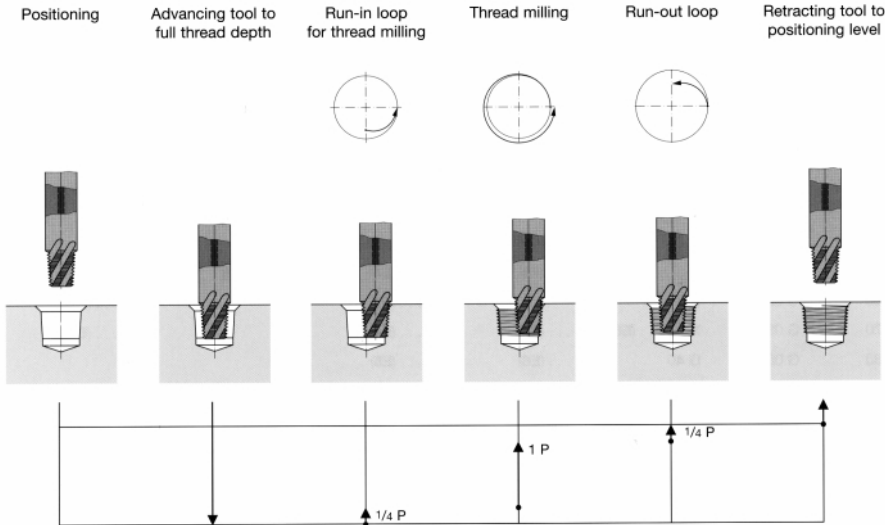 Positioning
Advancing tool to
full thread depth
Run-in loop
for thread milling
Thread milling
Run-out loop
Retracting tool to
positioning level
1/4 P
1 P
1/4 P